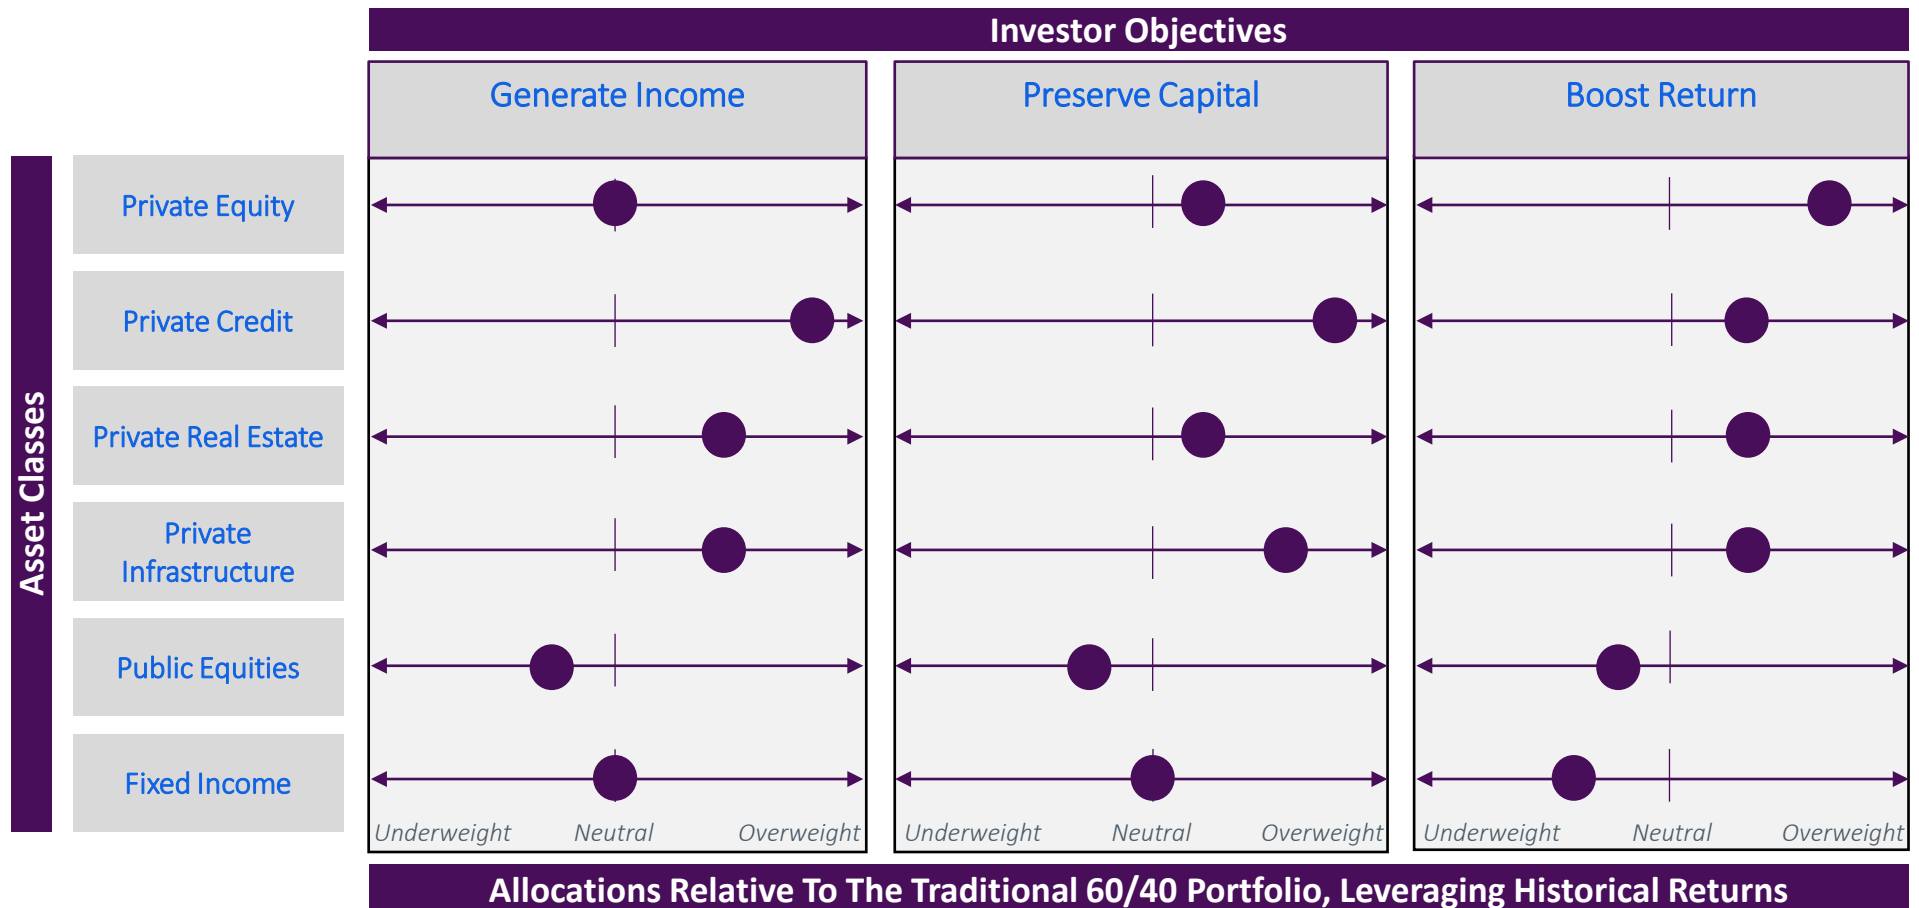 Investor Objectives
Generate Income
Preserve Capital
Boost Return
Asset Classes
Private Equity
Private Credit
Private Real Estate
Private
Infrastructure
Public Equities
Fixed Income
Underweight Neutral Overweight
Underweight Neutral Overweight
Underweight Neutral Overweight
Allocations Relative To The Traditional 60/40 Portfolio, Leveraging Historical Returns